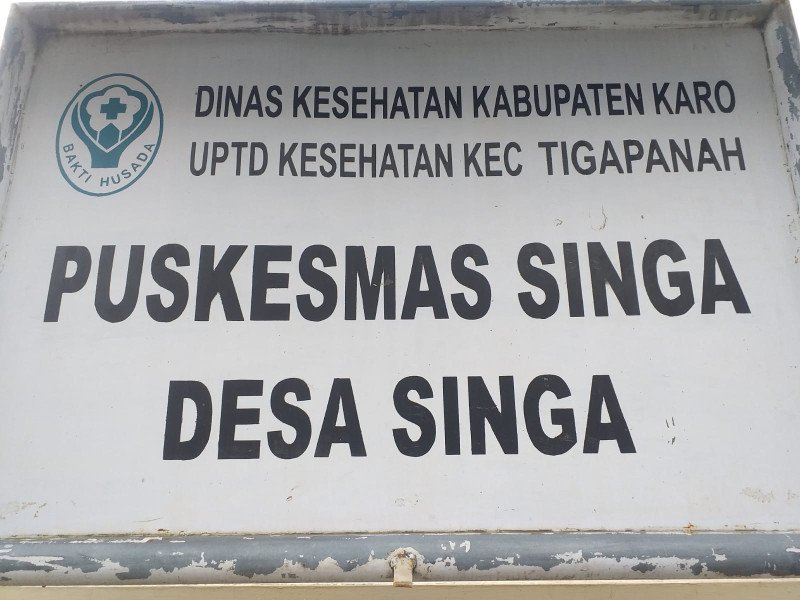 BAKTI HUSADA
DINAS KESEHATAN KABUPATEN KARO
UPTD KESEHATAN KEC TIGAPANAH
PUSKESMAS SINGA
DESA SINGA